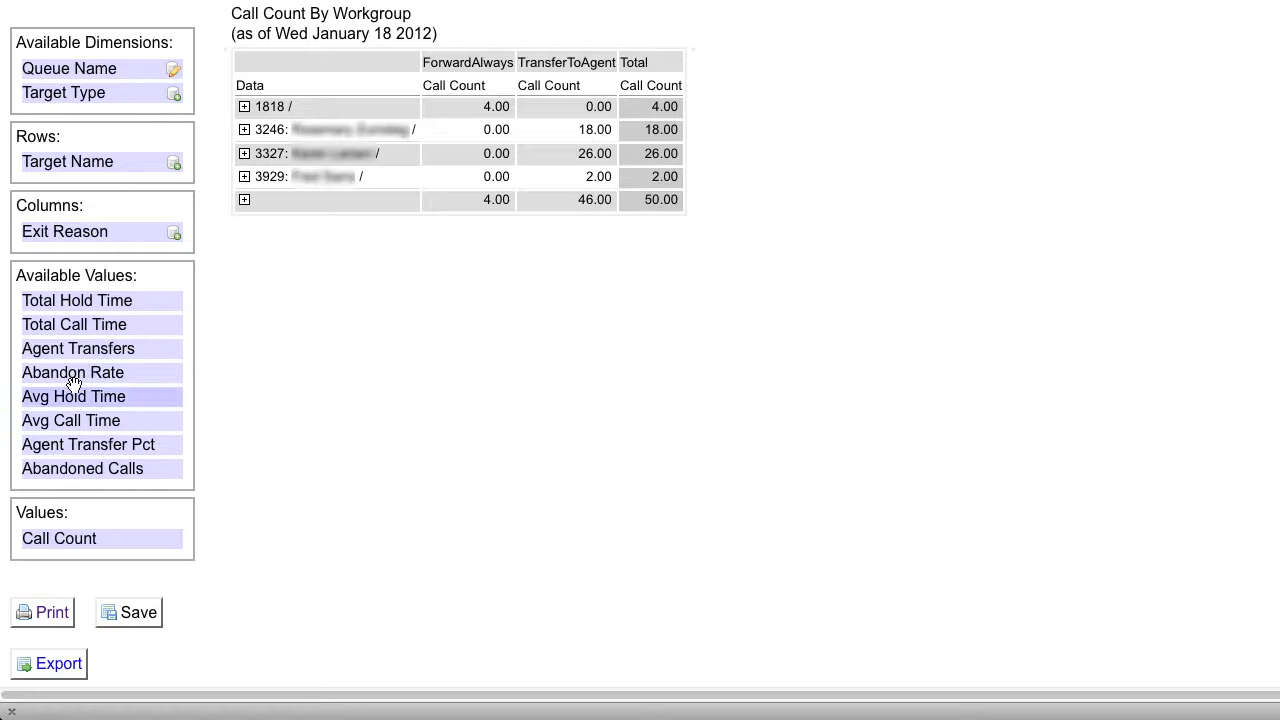 Available Dimensions:
Queue Name
Target Type
Rows:
Target Name
Columns:
Exit Reason
Available Values:
Total Hold Time
Total Call Time
Agent Transfers
Abandon Rate
Avg Hold Time
Avg Call Time
Agent Transfer Pct
Abandoned Calls
Values:
Call Count
Print Save
Export
Call Count By Workgroup
(as of Wed January 18 2012)
ForwardAlways TransferToAgent Total
Data Call Count Call Count Call Count
1818 / 4.00 0.00 4.00
3246: / 0.00 18.00 18.00
3327: / 0.00 26.00 26.00
3929: / 0.00 2.00 2.00
4.00 46.00 50.00